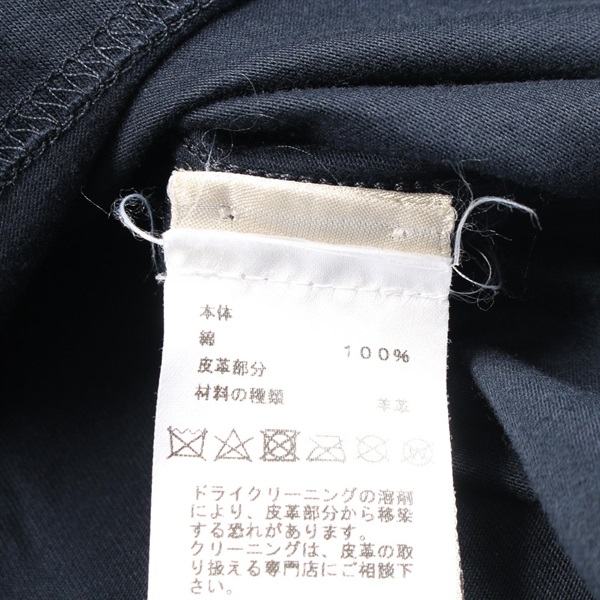 本体
綿 100%
皮革部分
材料の種類 羊革
ドライクリーニングの溶剤
により、皮革部分から移染
する恐れがあります。
クリーニングは、皮革の取
り扱える専門店にご相談下
さい。